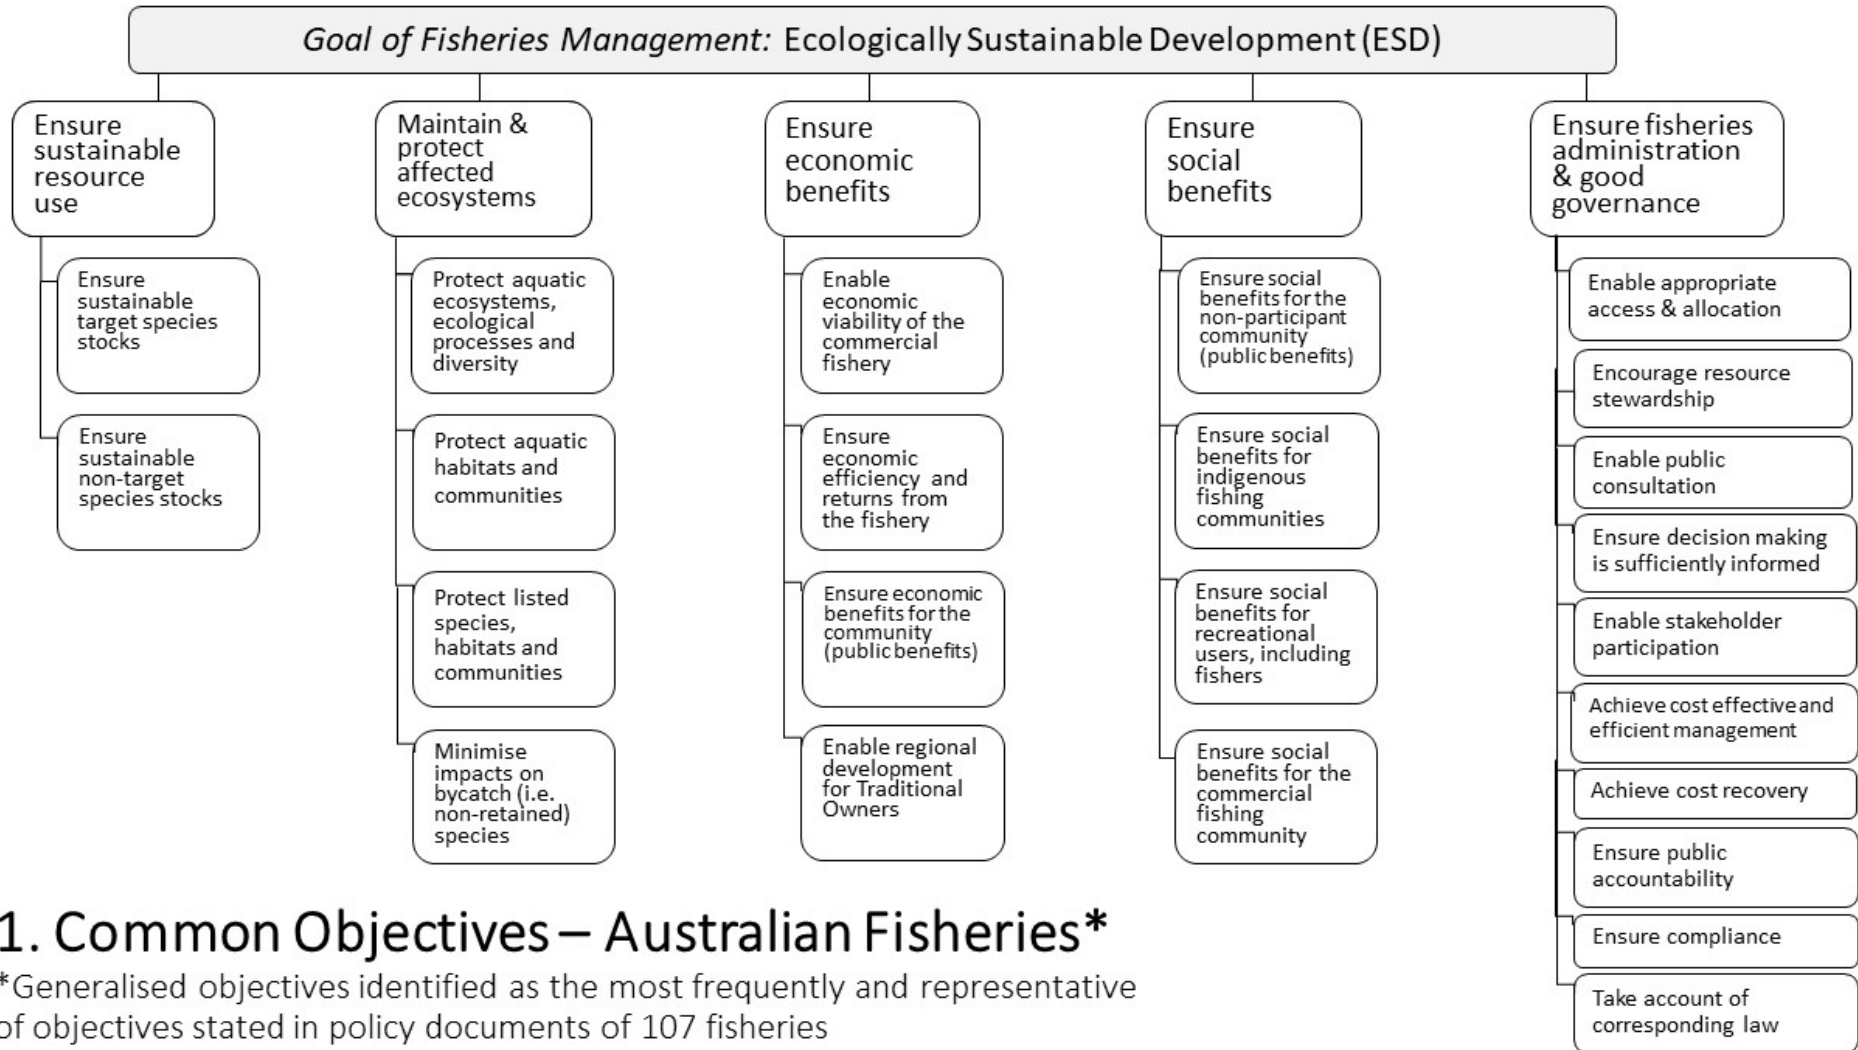 Goal of Fisheries Management: Ecologically Sustainable Development (ESD)
Ensure
sustainable
resource
use
Ensure
sustainable
target species
stocks
Ensure
sustainable
non-target
species stocks
Maintain &
protect
affected
ecosystems
Protect aquatic
ecosystems,
ecological
processes and
diversity
Protect aquatic
habitats and
communities
Protect listed
species,
habitats and
communities
Minimise
impacts on
bycatch (i.e.
non-retained)
species
Ensure
economic
benefits
Enable
economic
viability of the
commercial
fishery
Ensure
economic
efficiency and
returns from
the fishery
Ensure economic
benefits for the
community
(public benefits)
Enable regional
development
for Traditional
Owners
Ensure
social
benefits
Ensure social
benefits for the
non-participant
community
(public benefits)
Ensure social
benefits for
indigenous
fishing
communities
Ensure social
benefits for
recreational
users, including
fishers
Ensure social
benefits for the
commercial
fishing
community
Ensure fisheries
administration
& good
governance
Enable appropriate
access & allocation
Encourage resource
stewardship
Enable public
consultation
Ensure decision making
is sufficiently informed
Enable stakeholder
participation
Achieve cost effective and
efficient management
Achieve cost recovery
Ensure public
accountability
Ensure compliance
Take account of
corresponding law
1. Common Objectives – Australian Fisheries*
*Generalised objectives identified as the most frequently and representative
of objectives stated in policy documents of 107 fisheries